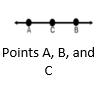 A C B
Points A, B, and
C